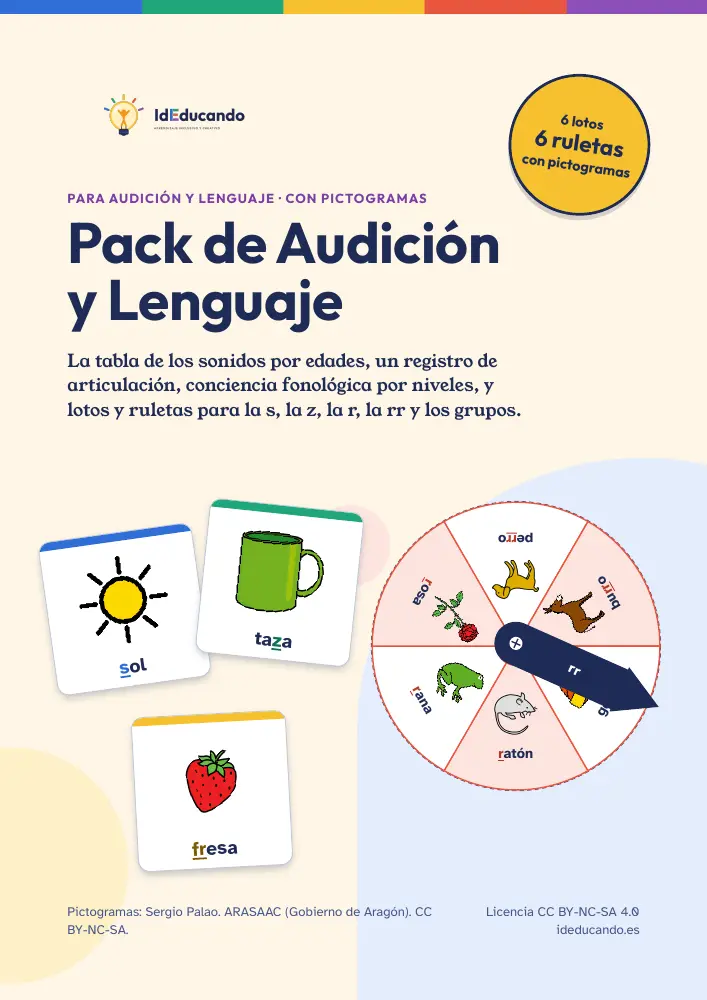 IdEducando
APRENDIZAJE INCLUSIVO Y CREATIVO
6 lotos
6 ruletas
con pictogramas
PARA AUDICIÓN Y LENGUAJE · CON PICTOGRAMAS
Pack de Audición
y Lenguaje
La tabla de los sonidos por edades, un registro de
articulación, conciencia fonológica por niveles, y
lotos y ruletas para la s, la z, la r, la rr y los grupos.
sol
taza
fresa
perro
burro
rosa
rr
rana
ratón
Pictogramas: Sergio Palao. ARASAAC (Gobierno de Aragón). CC
BY-NC-SA.
Licencia CC BY-NC-SA 4.0
ideducando.es